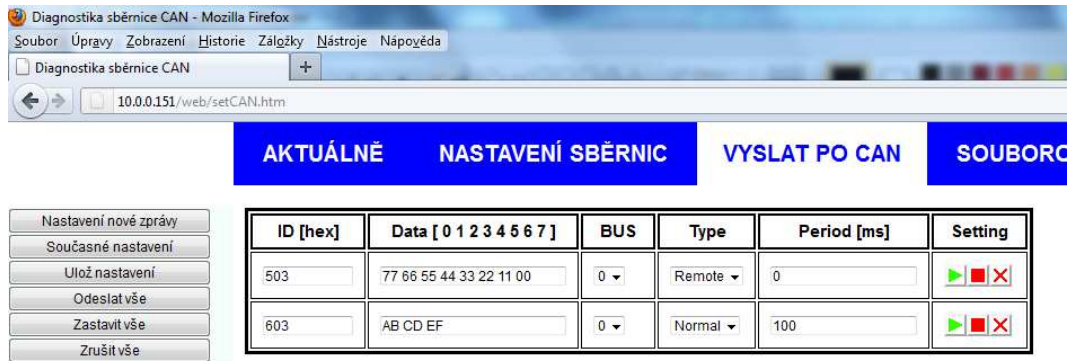 Diagnostika sběrnice CAN - Mozilla Firefox
Soubor Úpravy Zobrazení Historie Záložky Nástroje Nápověda
Diagnostika sběrnice CAN +
10.0.0.151/web/setCAN.htm
AKTUÁLNĚ NASTAVENÍ SBĚRNIC VYSLAT PO CAN
Nastavení nové zprávy
Současné nastavení
Ulož nastavení
Odeslat vše
Zastavit vše
Zrušit vše
ID [hex] Data [ 0 1 2 3 4 5 6 7 ] BUS Type Period [ms] Setting
503 77 66 55 44 33 22 11 00 0 Remote 0
603 AB CD EF 0 Normal 100